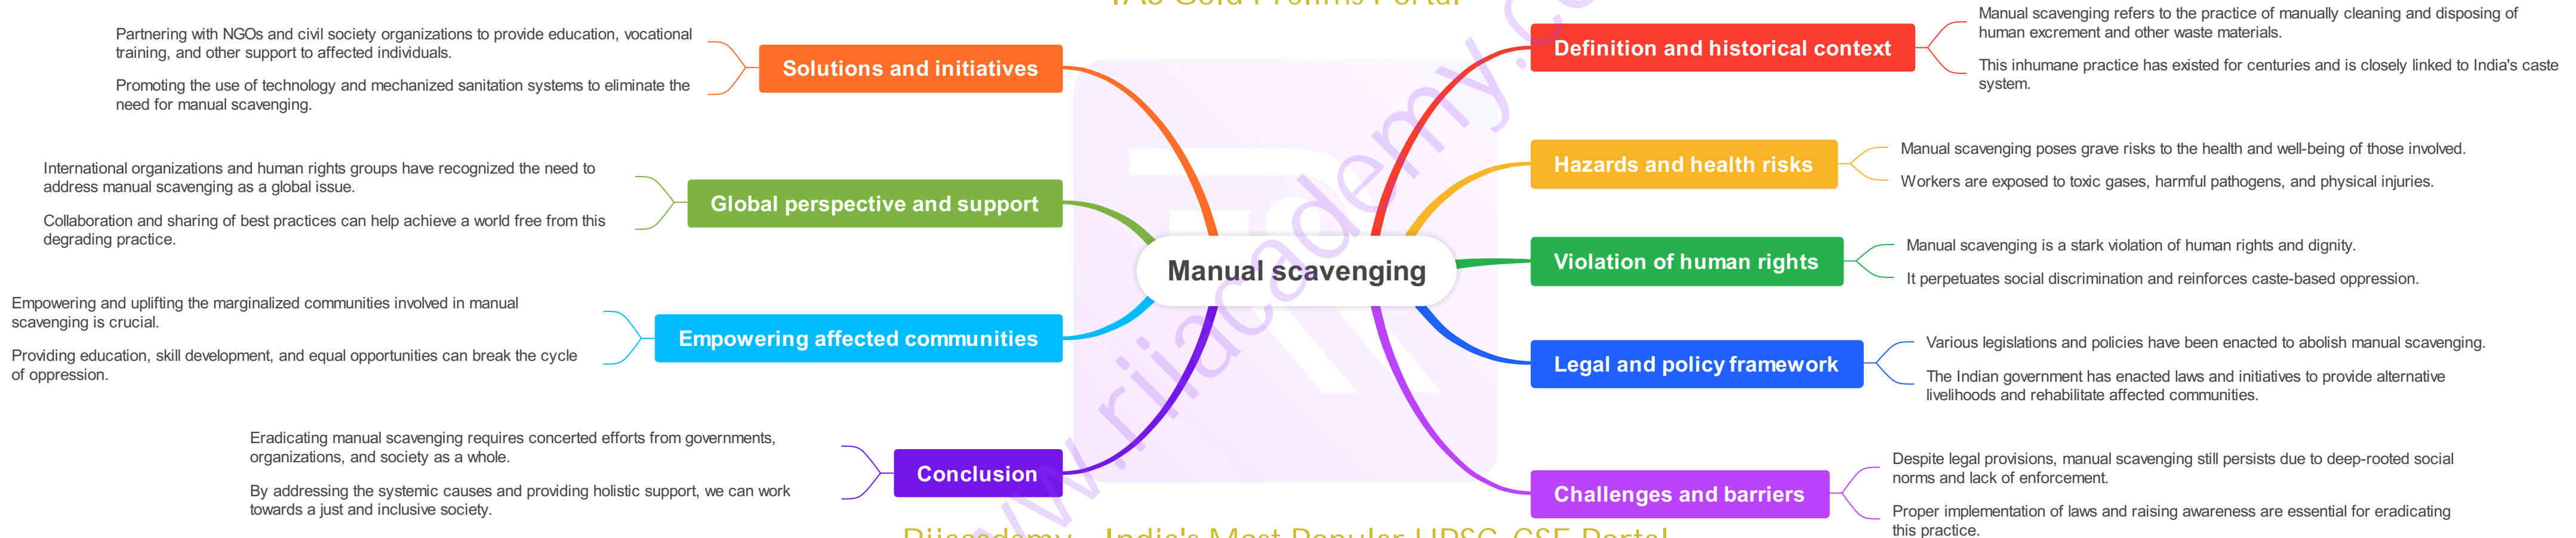 IAS Gold Prelims Portal
Manual scavenging
Definition and historical context
Manual scavenging refers to the practice of manually cleaning and disposing of
human excrement and other waste materials.
This inhumane practice has existed for centuries and is closely linked to India's caste
system.
Hazards and health risks
Manual scavenging poses grave risks to the health and well-being of those involved.
Workers are exposed to toxic gases, harmful pathogens, and physical injuries.
Violation of human rights
Manual scavenging is a stark violation of human rights and dignity.
It perpetuates social discrimination and reinforces caste-based oppression.
Legal and policy framework
Various legislations and policies have been enacted to abolish manual scavenging.
The Indian government has enacted laws and initiatives to provide alternative
livelihoods and rehabilitate affected communities.
Challenges and barriers
Despite legal provisions, manual scavenging still persists due to deep-rooted social
norms and lack of enforcement.
Proper implementation of laws and raising awareness are essential for eradicating
this practice.
Solutions and initiatives
Partnering with NGOs and civil society organizations to provide education, vocational
training, and other support to affected individuals.
Promoting the use of technology and mechanized sanitation systems to eliminate the
need for manual scavenging.
Global perspective and support
International organizations and human rights groups have recognized the need to
address manual scavenging as a global issue.
Collaboration and sharing of best practices can help achieve a world free from this
degrading practice.
Empowering affected communities
Empowering and uplifting the marginalized communities involved in manual
scavenging is crucial.
Providing education, skill development, and equal opportunities can break the cycle
of oppression.
Conclusion
Eradicating manual scavenging requires concerted efforts from governments,
organizations, and society as a whole.
By addressing the systemic causes and providing holistic support, we can work
towards a just and inclusive society.
w.rijacademy.co
India's Most Popular UPSC-CSE Portal